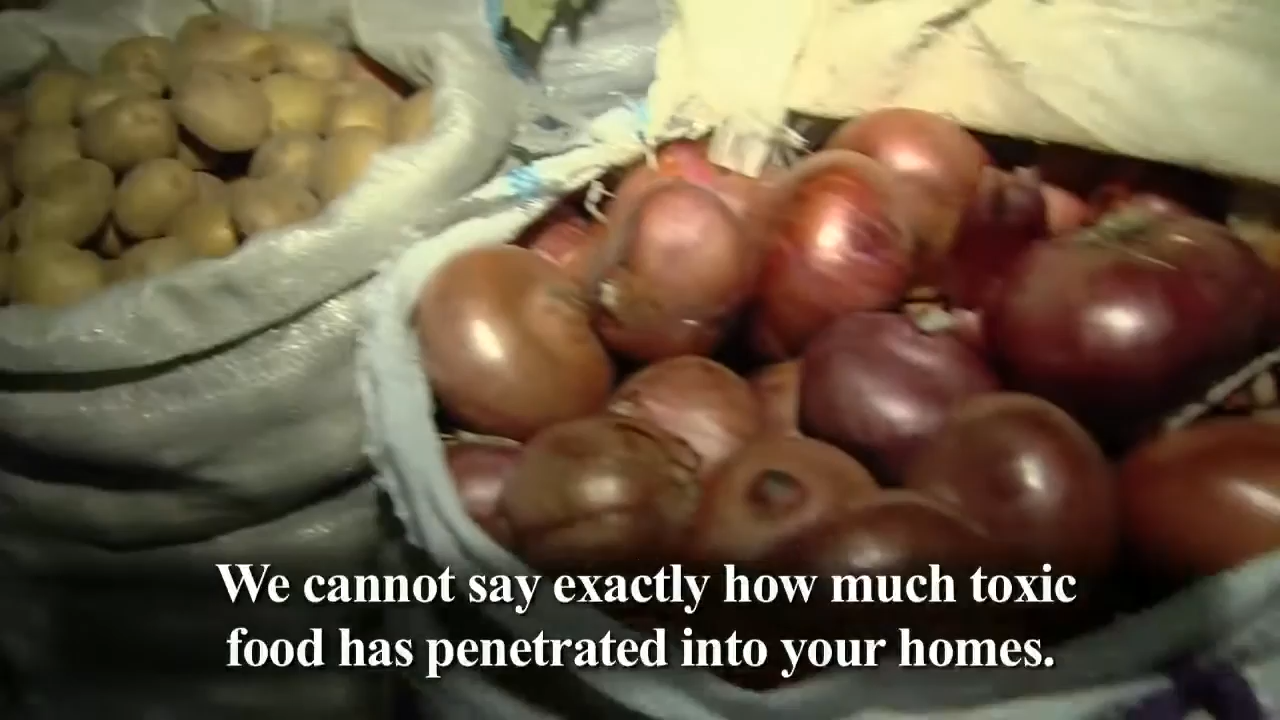 We cannot say exactly how much toxic
food has penetrated into your homes.